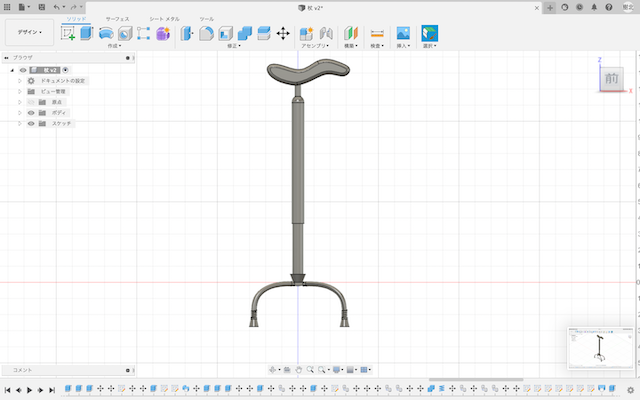 杖 v2*
ソリッド サーフェス シート メタル ツール
デザイン
作成 修正 アセンブリ 構築 検査 挿入 選択
ブラウザ
杖 v2
ドキュメントの設定
ビュー管理
原点
ボディ
スケッチ
Z
前
X
コメント